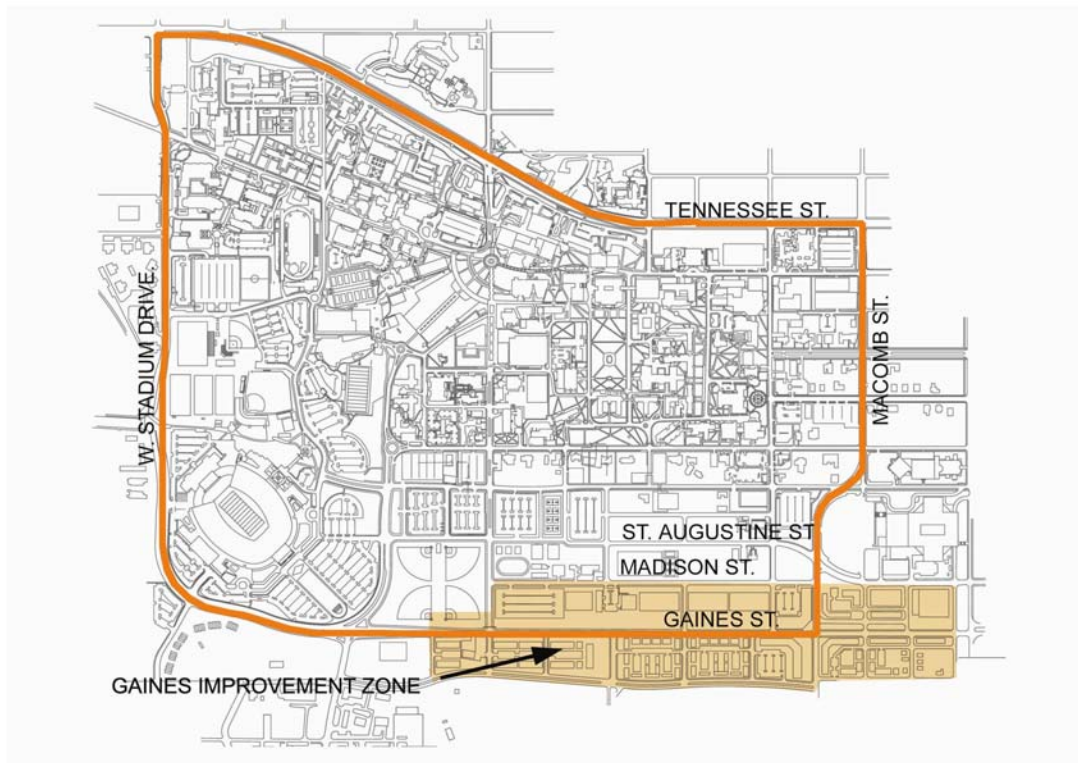 TENNESSEE ST.
W. STADIUM DRIVE.
MACOMB ST.
ST. AUGUSTINE ST
MADISON ST.
GAINES ST.
GAINES IMPROVEMENT ZONE